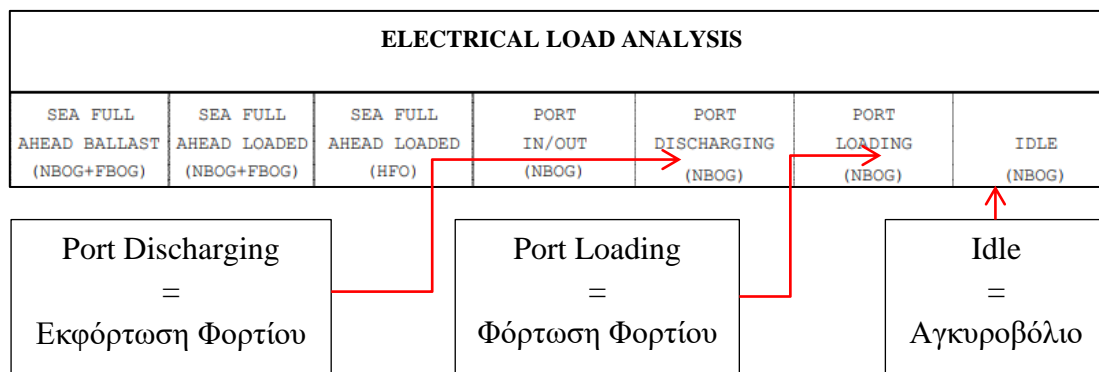 ELECTRICAL LOAD ANALYSIS
SEA FULL
AHEAD BALLAST
(NBOG+FBOG)
SEA FULL
AHEAD LOADED
(NBOG+FBOG)
SEA FULL
AHEAD LOADED
(HFO)
PORT
IN/OUT
(NBOG)
PORT
DISCHARGING
(NBOG)
PORT
LOADING
(NBOG)
IDLE
(NBOG)
Port Discharging
=
Εκφόρτωση Φορτίου
Port Loading
=
Φόρτωση Φορτίου
Idle
=
Αγκυροβόλιο